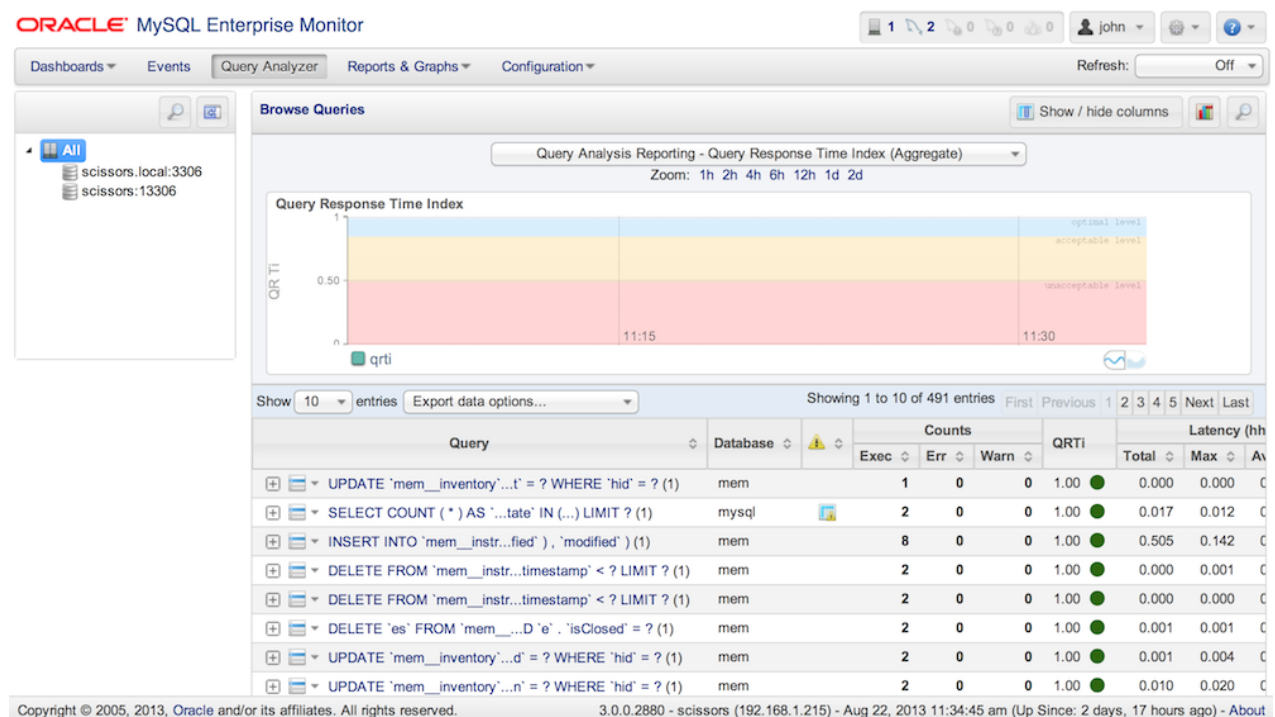 ORACLE MySQL Enterprise Monitor
1 2 0 0 0 john
Dashboards Events Query Analyzer Reports & Graphs Configuration Refresh: Off
Browse Queries Show / hide columns
All
scissors.local:3306
scissors:13306
Query Analysis Reporting - Query Response Time Index (Aggregate)
Zoom: 1h 2h 4h 6h 12h 1d 2d
Query Response Time Index
1
optimal level
acceptable level
QR Ti
0.50
unacceptable level
11:15 11:30
0
qrti
Show 10 entries Export data options... Showing 1 to 10 of 491 entries First Previous 1 2 3 4 5 Next Last
Query Database Counts QRTi Latency (hh
Exec Err Warn Total Max Av
UPDATE `mem__inventory`...t` = ? WHERE `hid` = ? (1) mem 1 0 0 1.00 0.000 0.000
SELECT COUNT ( * ) AS `...tate` IN (...) LIMIT ? (1) mysql 2 0 0 1.00 0.017 0.012
INSERT INTO `mem__instr...fied` ) , `modified` ) (1) mem 8 0 0 1.00 0.505 0.142
DELETE FROM `mem__instr...timestamp` < ? LIMIT ? (1) mem 2 0 0 1.00 0.000 0.001
DELETE FROM `mem__instr...timestamp` < ? LIMIT ? (1) mem 2 0 0 1.00 0.000 0.000
DELETE `es` FROM `mem__...D `e` . `isClosed` = ? (1) mem 2 0 0 1.00 0.001 0.001
UPDATE `mem__inventory`...d` = ? WHERE `hid` = ? (1) mem 2 0 0 1.00 0.001 0.004
UPDATE `mem__inventory`...n` = ? WHERE `hid` = ? (1) mem 2 0 0 1.00 0.010 0.020
Copyright © 2005, 2013, Oracle and/or its affiliates. All rights reserved. 3.0.0.2880 - scissors (192.168.1.215) - Aug 22, 2013 11:34:45 am (Up Since: 2 days, 17 hours ago) - About